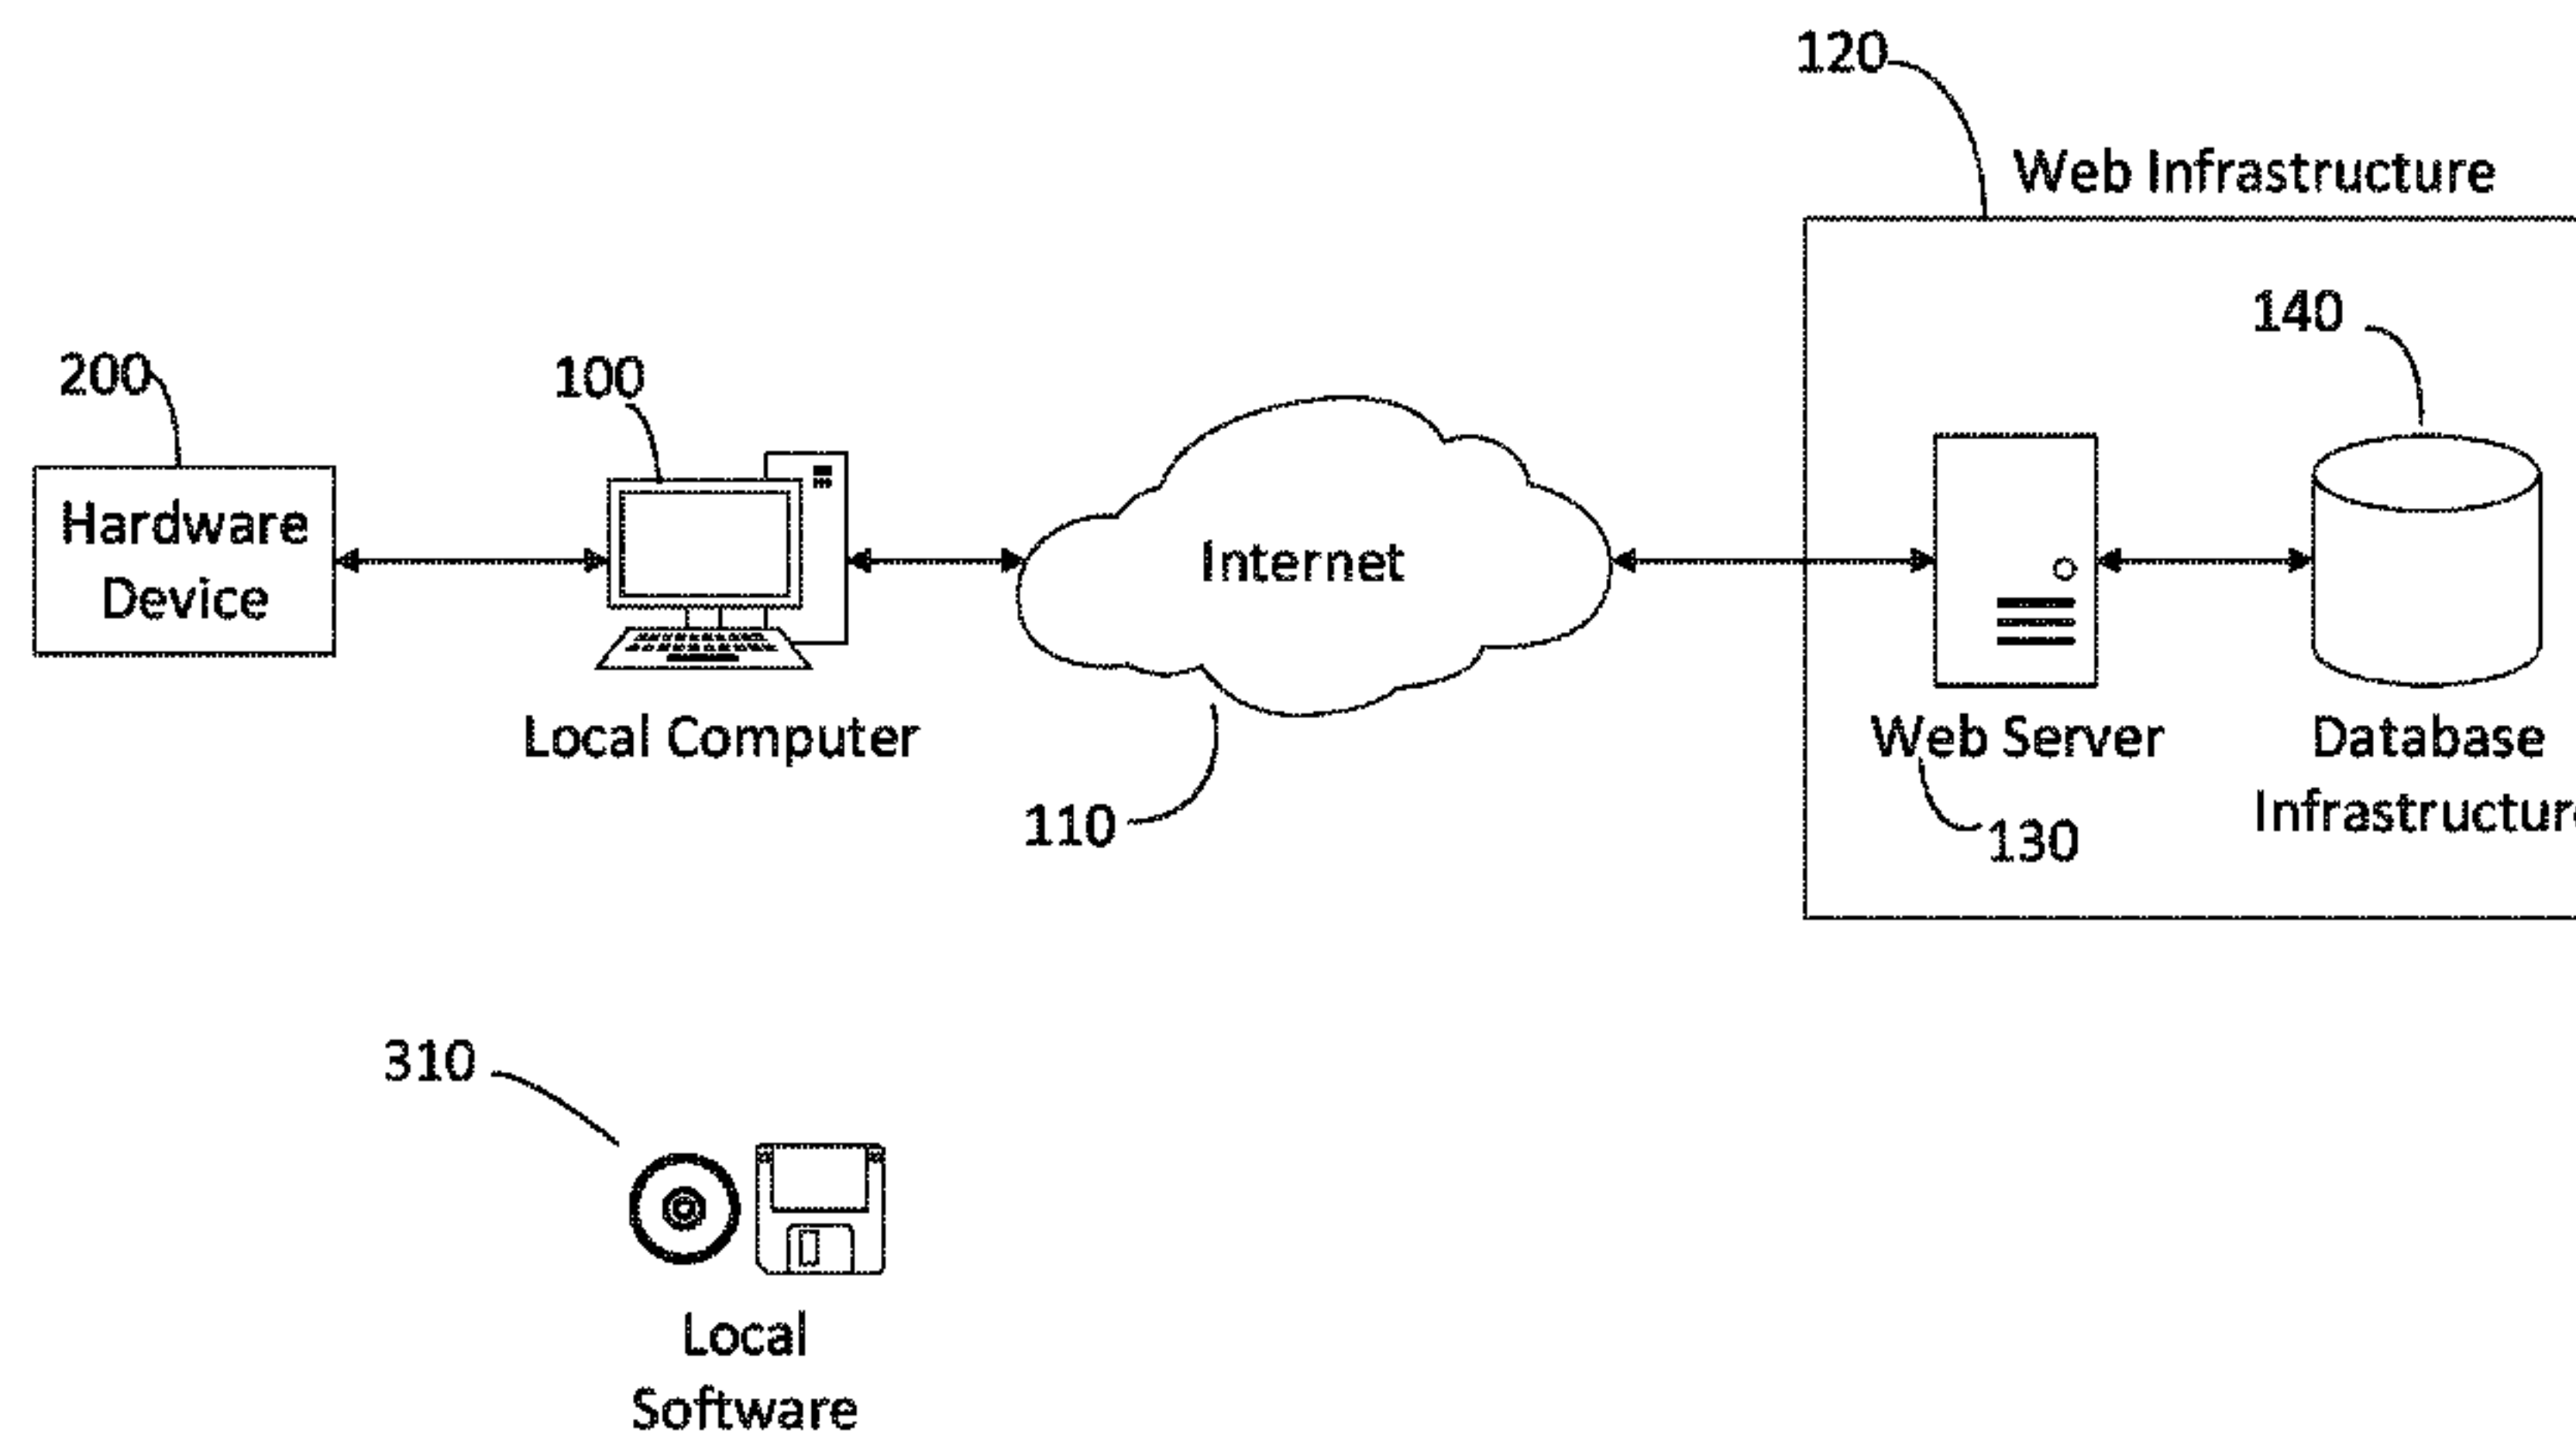 120
Web Infrastructure
140
200
100
Hardware
Device
Internet
Local Computer
Web Server
Database
110
130
Infrastructure
310
Local
Software